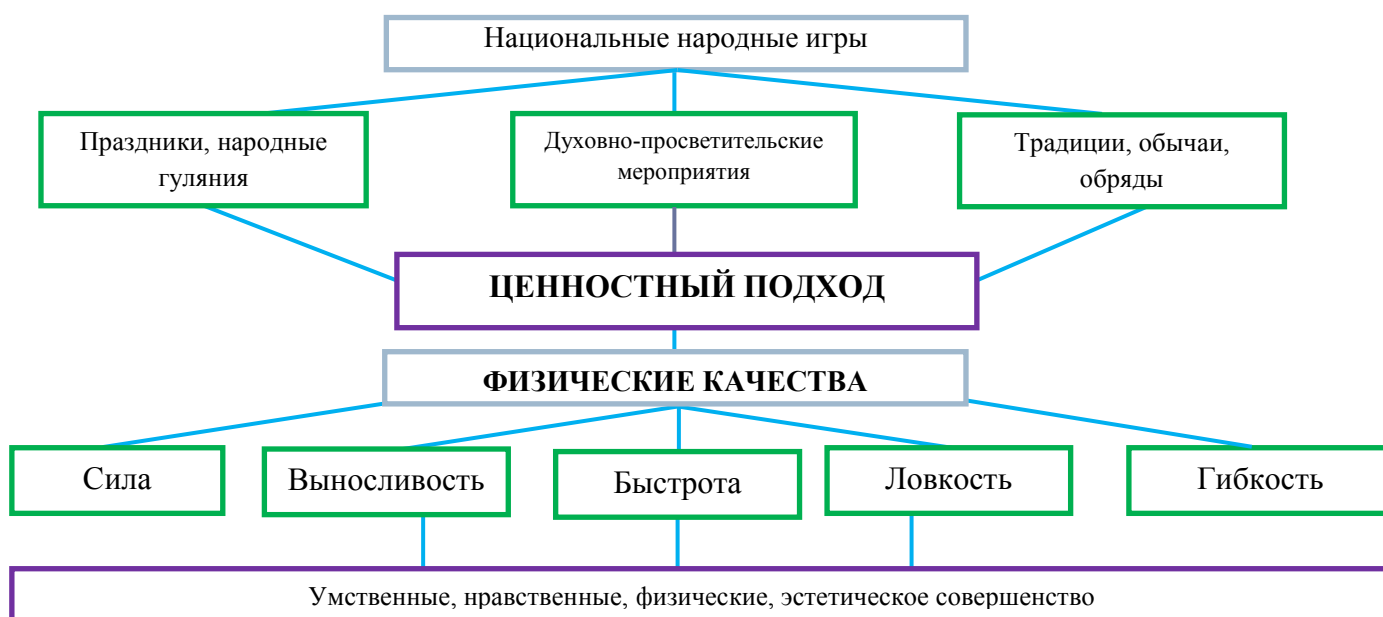 Национальные народные игры
Праздники, народные
гуляния
Духовно-просветительские
мероприятия
Традиции, обычаи,
обряды
ЦЕННОСТНЫЙ ПОДХОД
ФИЗИЧЕСКИЕ КАЧЕСТВА
Сила
Выносливость
Быстрота
Ловкость
Гибкость
Умственные, нравственные, физические, эстетическое совершенство